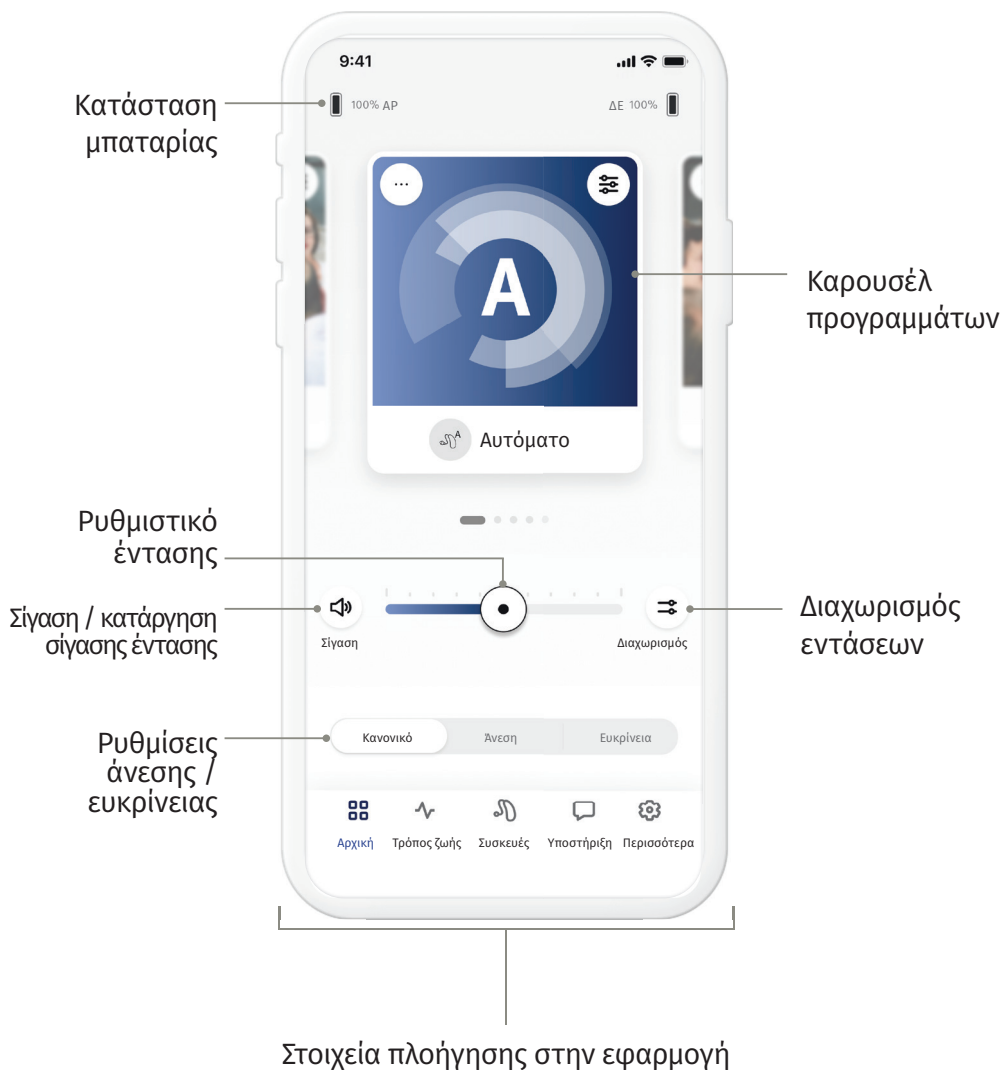 9:41
Κατάσταση
μπαταρίας
100% ΑΡ
ΔΕ 100%
...
A
Καρουσέλ
προγραμμάτων
A
Αυτόματο
Ρυθμιστικό
έντασης
Σίγαση / κατάργηση
σίγασης έντασης
Σίγαση
Διαχωρισμός
Διαχωρισμός
εντάσεων
Ρυθμίσεις
άνεσης /
ευκρίνειας
Κανονικό
Άνεση
Ευκρίνεια
Αρχική
Τρόπος ζωής
Συσκευές
Υποστήριξη
Περισσότερα
Στοιχεία πλοήγησης στην εφαρμογή